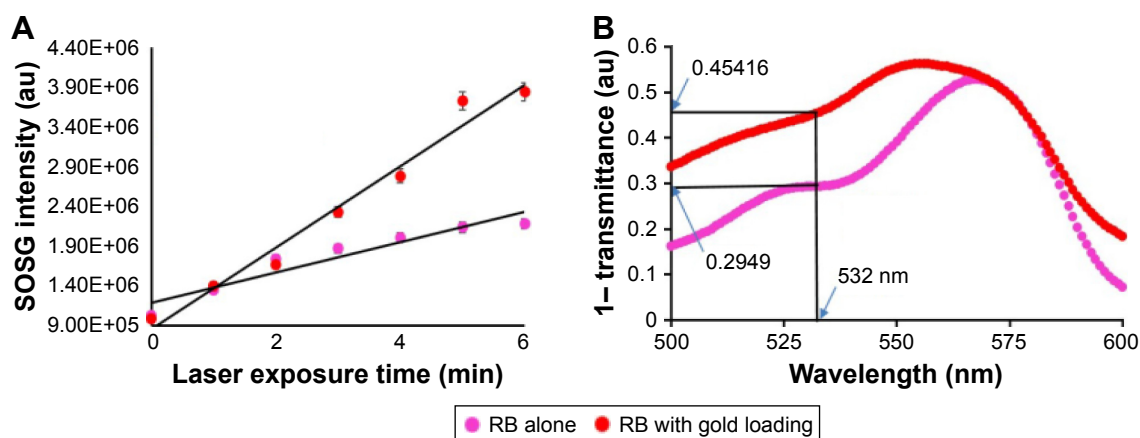 A
SOSG intensity (au)
4.40E+06
3.90E+06
3.40E+06
2.90E+06
2.40E+06
1.90E+06
1.40E+06
9.00E+05
0 2 4 6
Laser exposure time (min)
B
1– transmittance (au)
0.6
0.5
0.4
0.3
0.2
0.1
0
0.45416
0.2949
532 nm
500 525 550 575 600
Wavelength (nm)
RB alone RB with gold loading